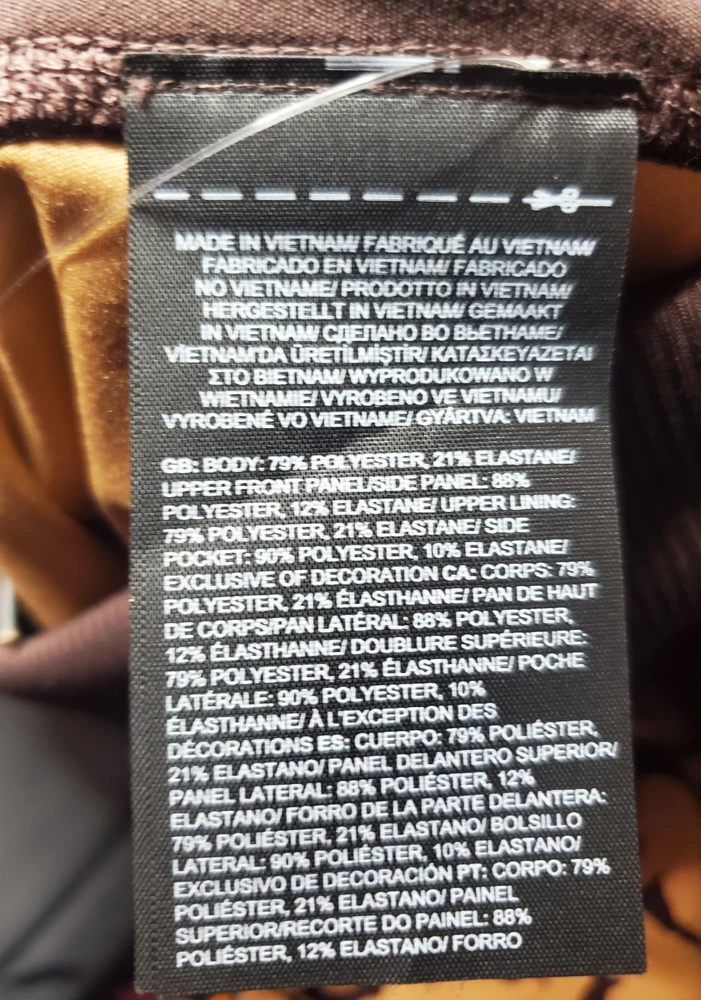 MADE IN VIETNAM/ FABRIQUÉ AU VIETNAM/
FABRICADO EN VIETNAM/ FABRICADO
NO VIETNAME/ PRODOTTO IN VIETNAM/
HERGESTELLT IN VIETNAM/ GEMAAKT
IN VIETNAM/ СДЕЛАНО ВО ВЬЕТНАМЕ/
VİETNAM'DA ÜRETİLMİŞTİR/ ΚΑΤΑΣΚΕΥΑΖΕΤΑΙ
ΣΤΟ ΒΙΕΤΝΑΜ/ WYPRODUKOWANO W
WIETNAMIE/ VYROBENO VE VIETNAMU/
VYROBENÉ VO VIETNAME/ GYÁRTVA: VIETNAM
GB: BODY: 79% POLYESTER, 21% ELASTANE/
UPPER FRONT PANEL/SIDE PANEL: 88%
POLYESTER, 12% ELASTANE/ UPPER LINING:
79% POLYESTER, 21% ELASTANE/ SIDE
POCKET: 90% POLYESTER, 10% ELASTANE/
EXCLUSIVE OF DECORATION CA: CORPS: 79%
POLYESTER, 21% ÉLASTHANNE/ PAN DE HAUT
DE CORPS/PAN LATÉRAL: 88% POLYESTER,
12% ÉLASTHANNE/ DOUBLURE SUPÉRIEURE:
79% POLYESTER, 21% ÉLASTHANNE/ POCHE
LATÉRALE: 90% POLYESTER, 10%
ÉLASTHANNE/ À L'EXCEPTION DES
DÉCORATIONS ES: CUERPO: 79% POLIÉSTER,
21% ELASTANO/ PANEL DELANTERO SUPERIOR/
PANEL LATERAL: 88% POLIÉSTER, 12%
ELASTANO/ FORRO DE LA PARTE DELANTERA:
79% POLIÉSTER, 21% ELASTANO/ BOLSILLO
LATERAL: 90% POLIÉSTER, 10% ELASTANO/
EXCLUSIVO DE DECORACIÓN PT: CORPO: 79%
POLIÉSTER, 21% ELASTANO/ PAINEL
SUPERIOR/RECORTE DO PAINEL: 88%
POLIÉSTER, 12% ELASTANO/ FORRO